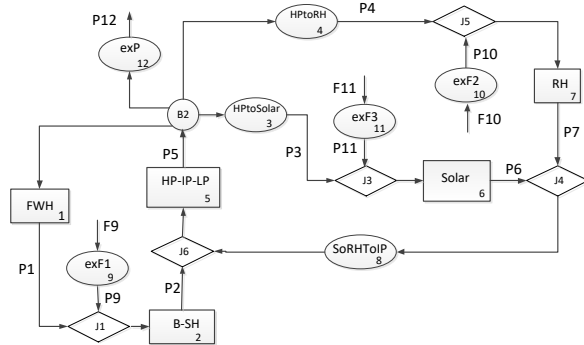 P12
exP
12
HPtoRH
4
P4
J5
P10
exF2
10
F10
RH
7
P7
F11
exF3
11
P11
B2
HPtoSolar
3
P3
P5
HP-IP-LP
5
J3
Solar
6
P6
J4
FWH
1
F9
exF1
9
P9
P1
J6
SoRHToIP
8
P2
J1
B-SH
2